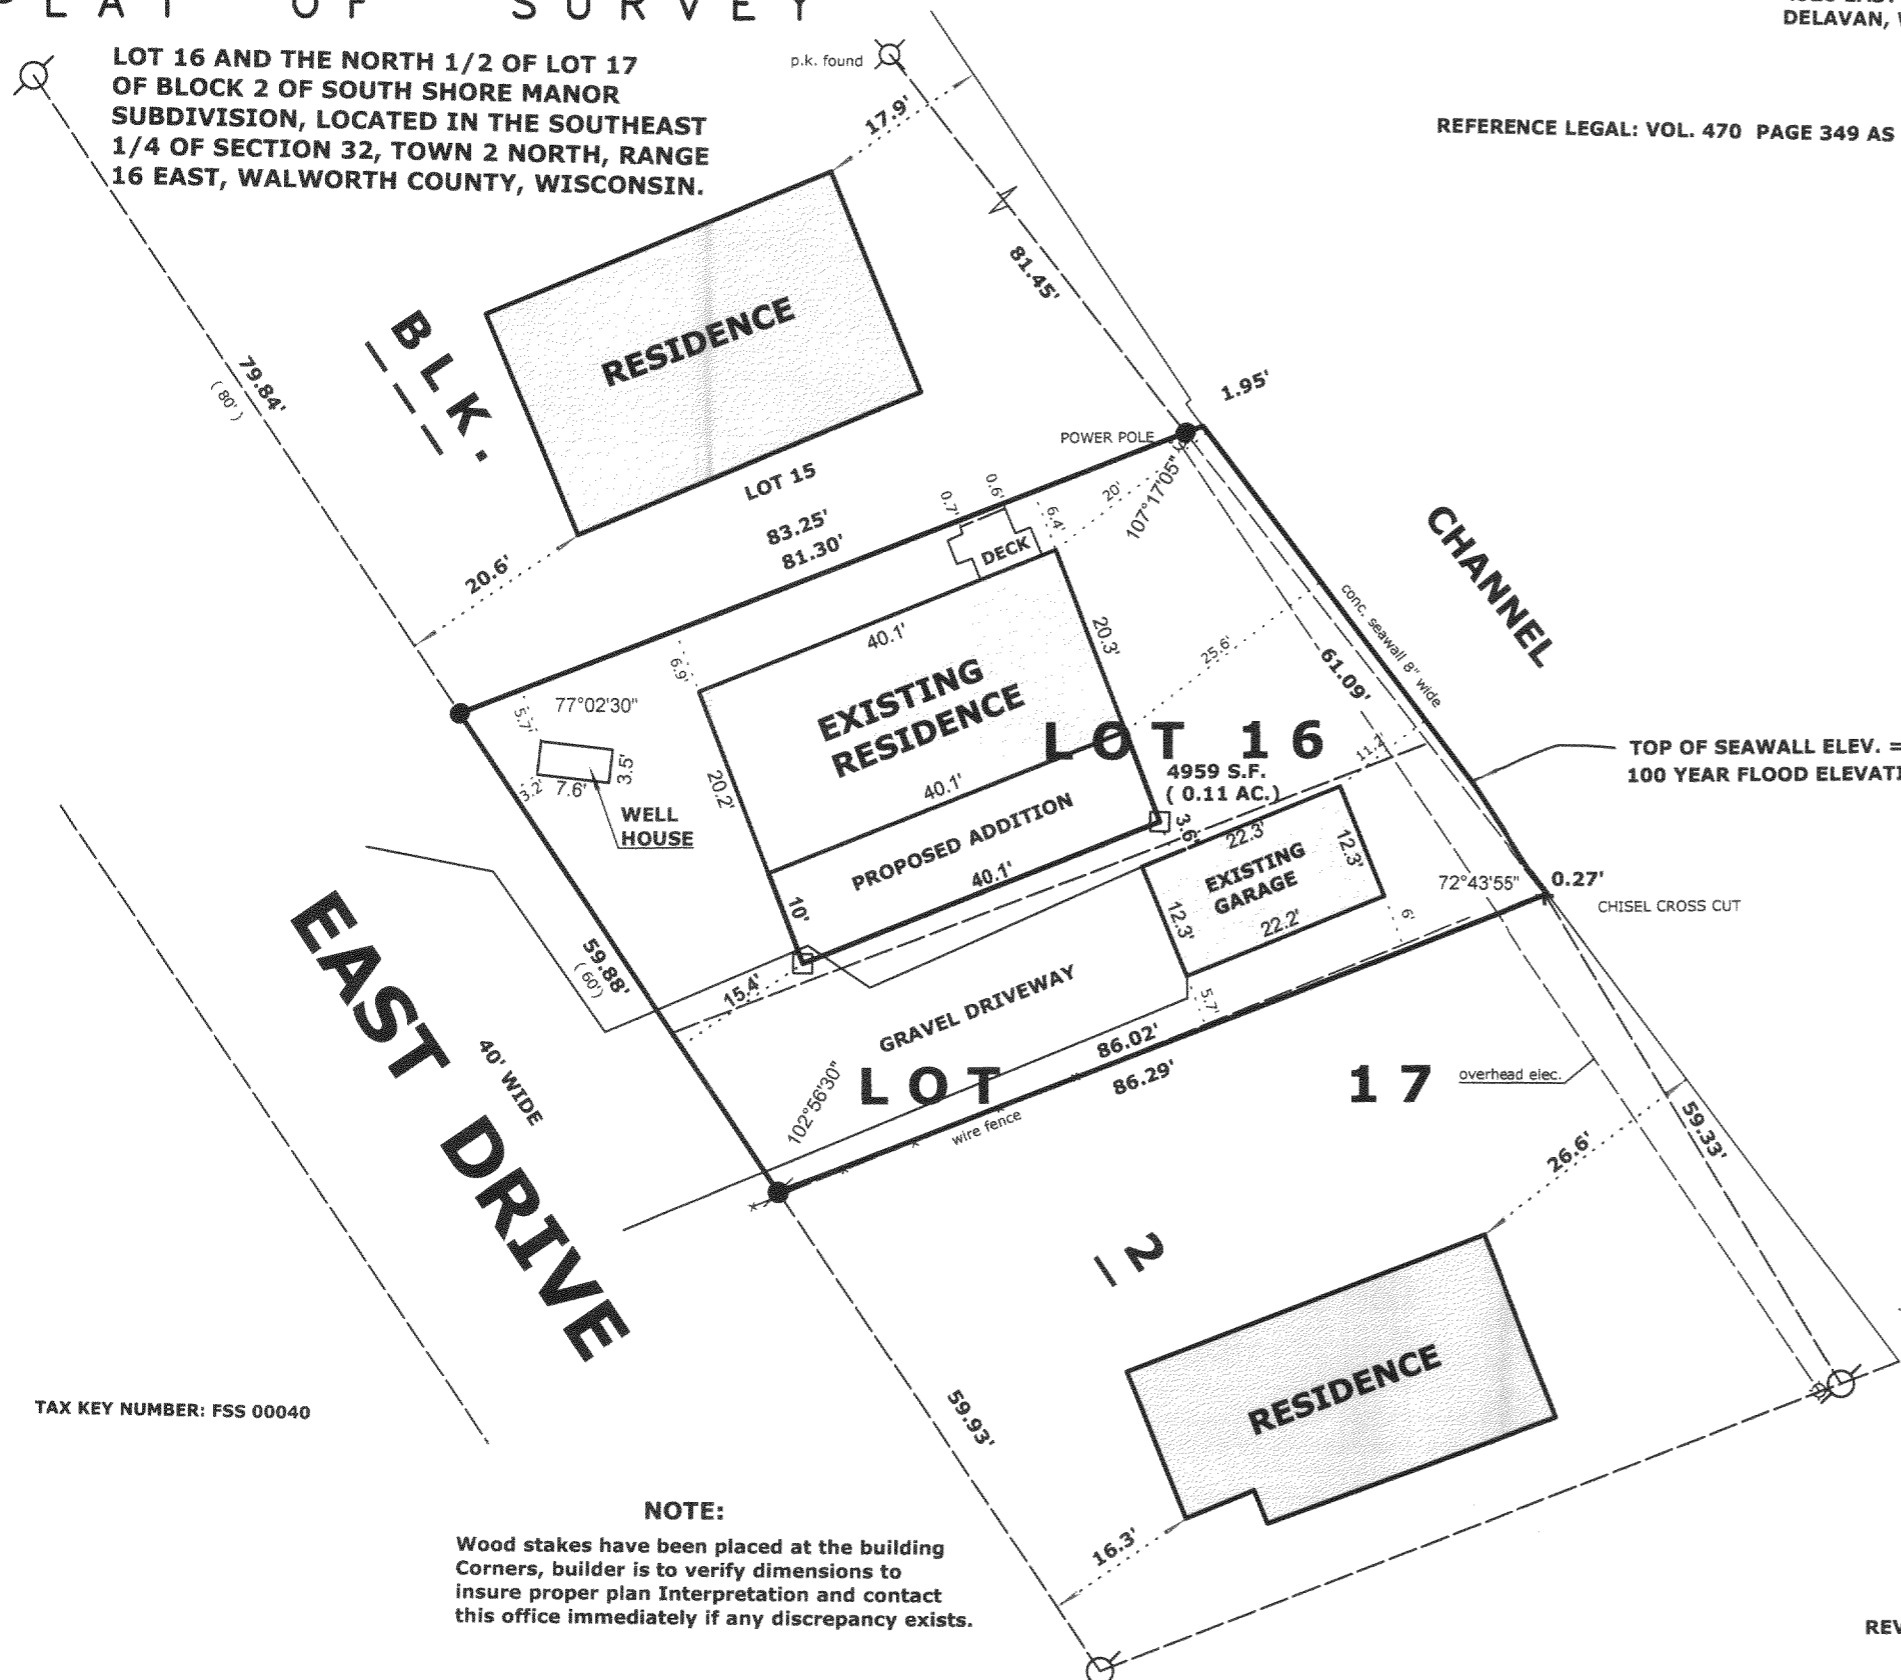 PLAT OF SURVEY
DELAVAN,
LOT 16 AND THE NORTH 1/2 OF LOT 17
OF BLOCK 2 OF SOUTH SHORE MANOR
SUBDIVISION, LOCATED IN THE SOUTHEAST
1/4 OF SECTION 32, TOWN 2 NORTH, RANGE
16 EAST, WALWORTH COUNTY, WISCONSIN.
p.k. found
17.9'
REFERENCE LEGAL: VOL. 470 PAGE 349 AS
81.45'
RESIDENCE
BLK.
79.84'
(80')
1.95'
POWER POLE
LOT 15
83.25'
81.30'
20.6'
0.7'
0.6'
6.4'
20'
107°17'05"
DECK
CHANNEL
conc. seawall 8" wide
40.1'
20.3'
25.6'
61.09'
6.9'
77°02'30"
5.7'
EXISTING
RESIDENCE
LOT 16
4959 S.F.
( 0.11 AC.)
11.2'
TOP OF SEAWALL ELEV. =
100 YEAR FLOOD
3.5'
7.6'
3.2'
WELL
HOUSE
20.2'
40.1'
PROPOSED ADDITION
40.1'
10'
3.6'
22.3'
EXISTING
GARAGE
12.3'
12.3'
22.2'
6'
72°43'55"
0.27'
CHISEL CROSS CUT
EAST DRIVE
40' WIDE
59.88'
(60')
15.4'
GRAVEL DRIVEWAY
5.7'
86.02'
86.29'
102°56'30"
LOT 17
wire fence
overhead elec.
59.33'
26.6'
2
RESIDENCE
59.93'
16.3'
TAX KEY NUMBER: FSS 00040
NOTE:
Wood stakes have been placed at the building
Corners, builder is to verify dimensions to
insure proper plan Interpretation and contact
this office immediately if any discrepancy exists.